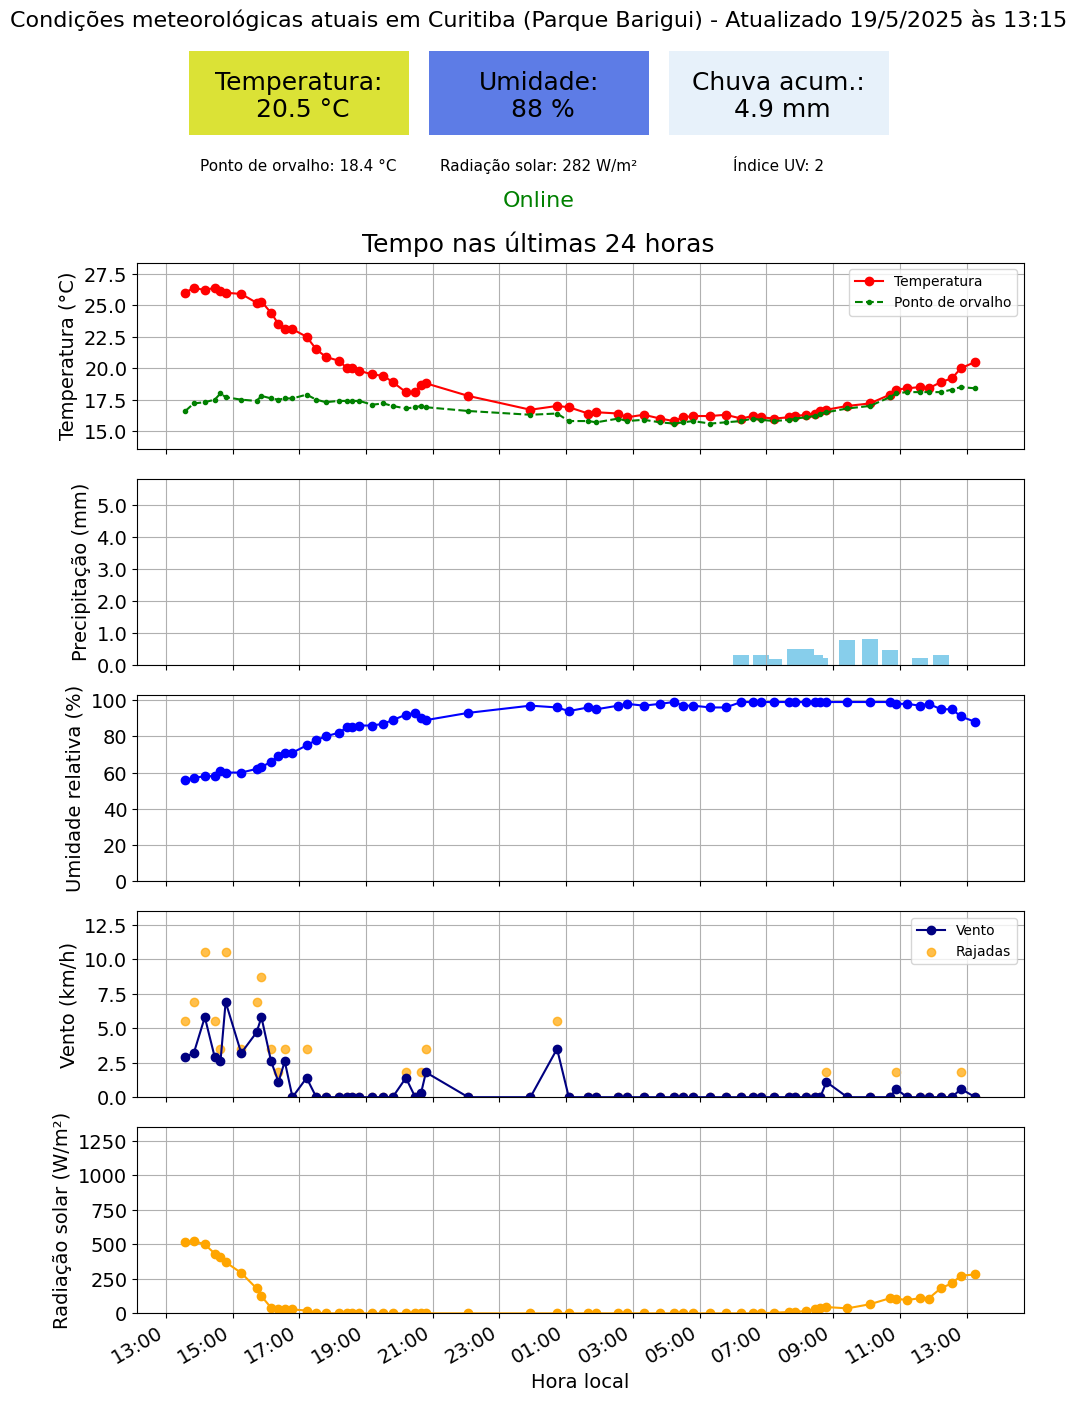 Condições meteorológicas atuais em Curitiba (Parque Barigui) - Atualizado 19/5/2025 às 13:15
Temperatura:
20.5 °C
Umidade:
88 %
Chuva acum.:
4.9 mm
Ponto de orvalho: 18.4 °C
Radiação solar: 282 W/m²
Índice UV: 2
Online
Tempo nas últimas 24 horas
Temperatura (°C)
27.5
25.0
22.5
20.0
17.5
15.0
Temperatura
Ponto de orvalho
Precipitação (mm)
5.0
4.0
3.0
2.0
1.0
0.0
Umidade relativa (%)
100
80
60
40
20
0
Vento (km/h)
12.5
10.0
7.5
5.0
2.5
0.0
Vento
Rajadas
Radiação solar (W/m²)
1250
1000
750
500
250
0
13:00
15:00
17:00
19:00
21:00
23:00
01:00
03:00
05:00
07:00
09:00
11:00
13:00
Hora local